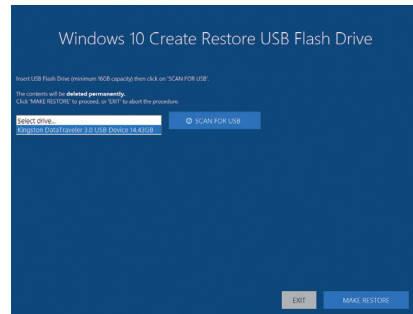 Windows 10 Create Restore USB Flash Drive
Insert USB Flash Drive (minimum 16GB capacity) then click on 'SCAN FOR USB'.
The contents will be deleted permanently.
Click 'MAKE RESTORE' to proceed, or 'EXIT' to abort the procedure.
Select drive...
SCAN FOR USB
Kingston DataTraveler 3.0 USB Device 14.43GB
EXIT
MAKE RESTORE